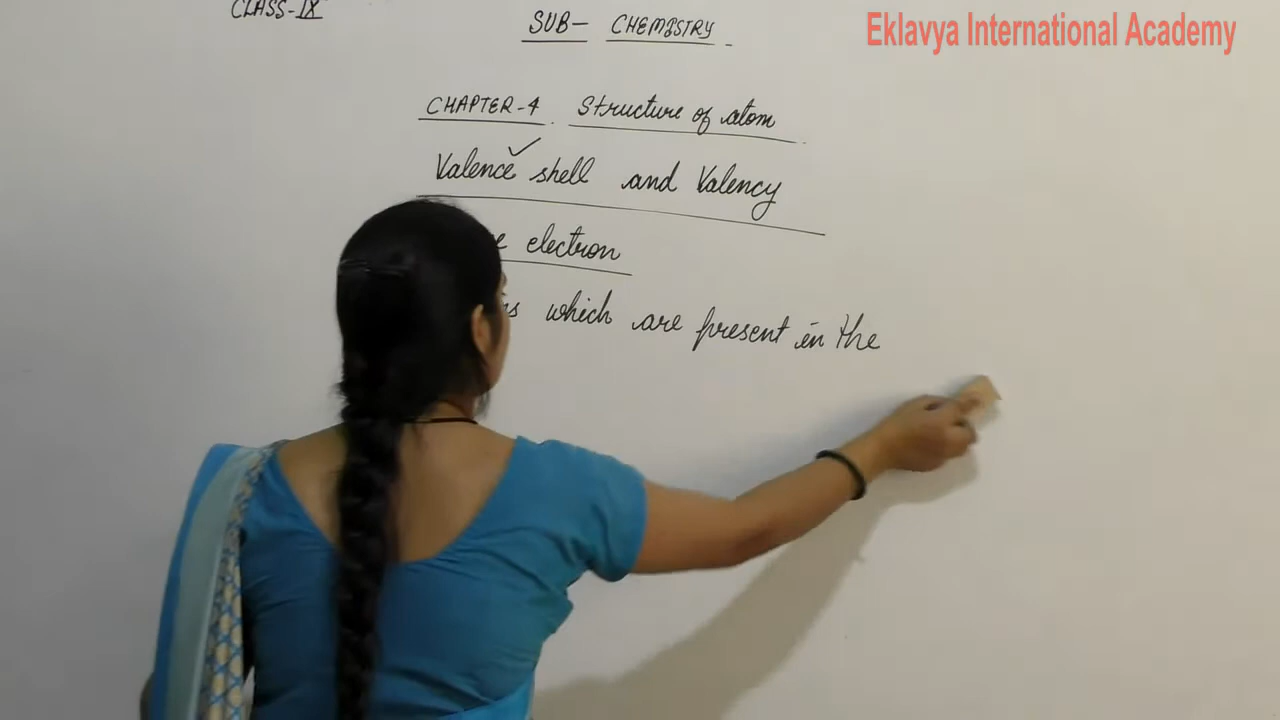 CLASS-IX
SUB- CHEMISTRY
Eklavya International Academy
CHAPTER-4 Structure of atom
Valence shell and Valency
electron
which are present in the